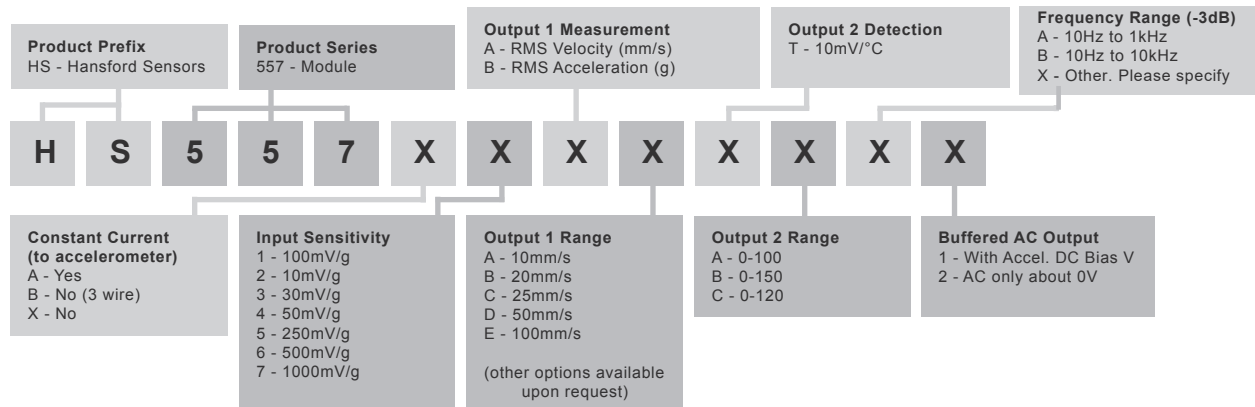 Product Prefix
HS - Hansford Sensors
Product Series
557 - Module
Output 1 Measurement
A - RMS Velocity (mm/s)
B - RMS Acceleration (g)
Output 2 Detection
T - 10mV/°C
Frequency Range (-3dB)
A - 10Hz to 1kHz
B - 10Hz to 10kHz
X - Other. Please specify
H S 5 5 7 X X X X X X X X
Constant Current
(to accelerometer)
A - Yes
B - No (3 wire)
X - No
Input Sensitivity
1 - 100mV/g
2 - 10mV/g
3 - 30mV/g
4 - 50mV/g
5 - 250mV/g
6 - 500mV/g
7 - 1000mV/g
Output 1 Range
A - 10mm/s
B - 20mm/s
C - 25mm/s
D - 50mm/s
E - 100mm/s
(other options available
upon request)
Output 2 Range
A - 0-100
B - 0-150
C - 0-120
Buffered AC Output
1 - With Accel. DC Bias V
2 - AC only about 0V